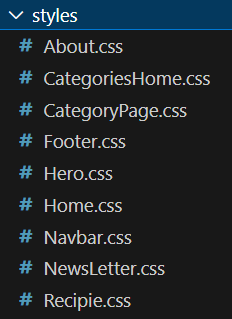 styles
# About.css
# CategoriesHome.css
# CategoryPage.css
# Footer.css
# Hero.css
# Home.css
# Navbar.css
# NewsLetter.css
# Recipie.css